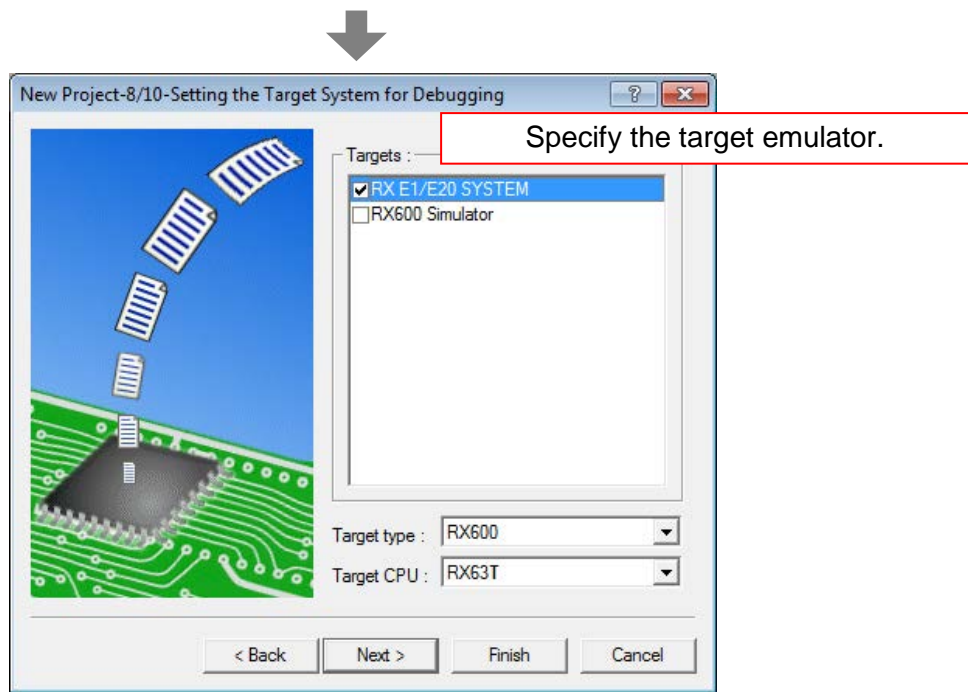 New Project-8/10-Setting the Target System for Debugging
Specify the target emulator.
Targets :
RX E1/E20 SYSTEM
RX600 Simulator
Target type : RX600
Target CPU : RX63T
< Back Next > Finish Cancel